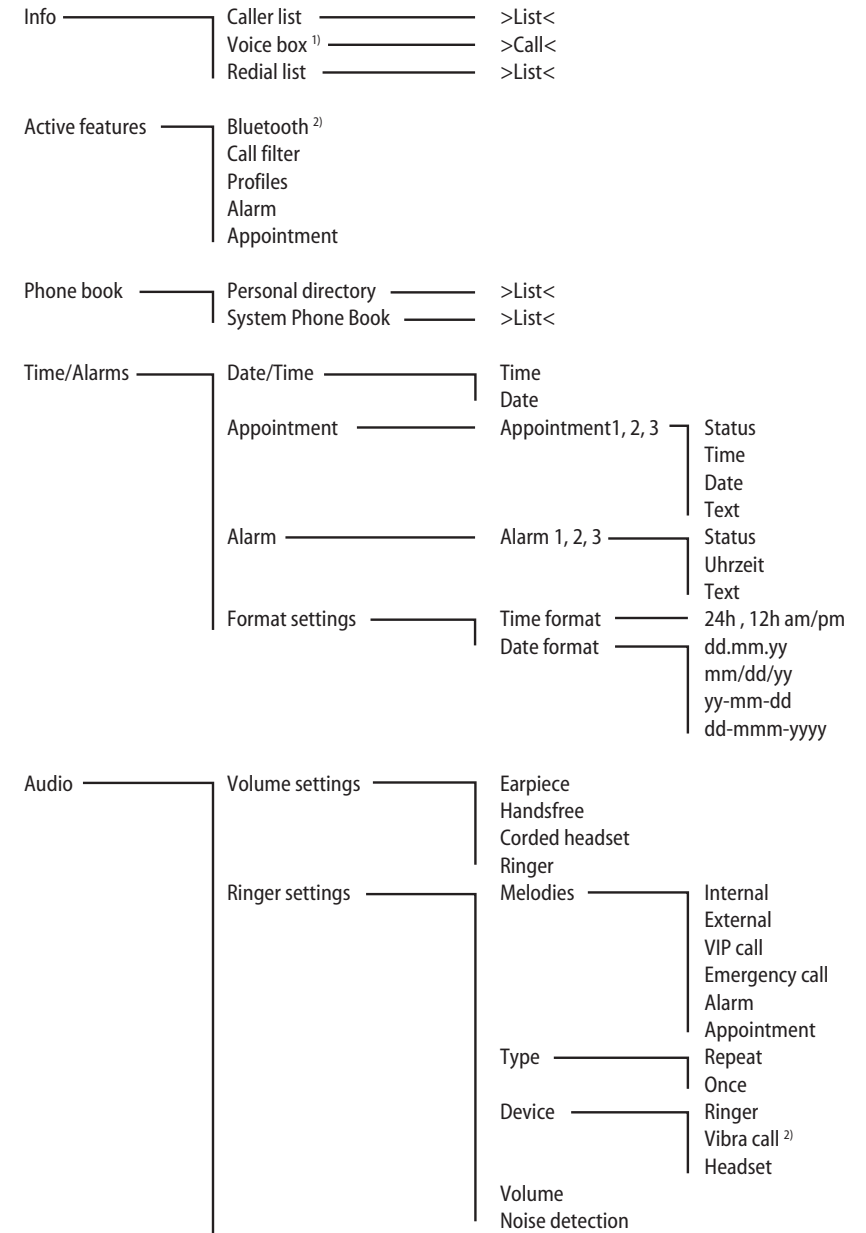 Info Caller list >List<
Voice box 1) >Call<
Redial list >List<
Active features Bluetooth 2)
Call filter
Profiles
Alarm
Appointment
Phone book Personal directory >List<
System Phone Book >List<
Time/Alarms Date/Time Time
Date
Appointment Appointment1, 2, 3 Status
Time
Date
Text
Alarm Alarm 1, 2, 3 Status
Uhrzeit
Text
Format settings Time format 24h , 12h am/pm
Date format dd.mm.yy
mm/dd/yy
yy-mm-dd
dd-mmm-yyyy
Audio Volume settings Earpiece
Handsfree
Corded headset
Ringer
Ringer settings Melodies Internal
External
VIP call
Emergency call
Alarm
Appointment
Type Repeat
Once
Device Ringer
Vibra call 2)
Headset
Volume
Noise detection